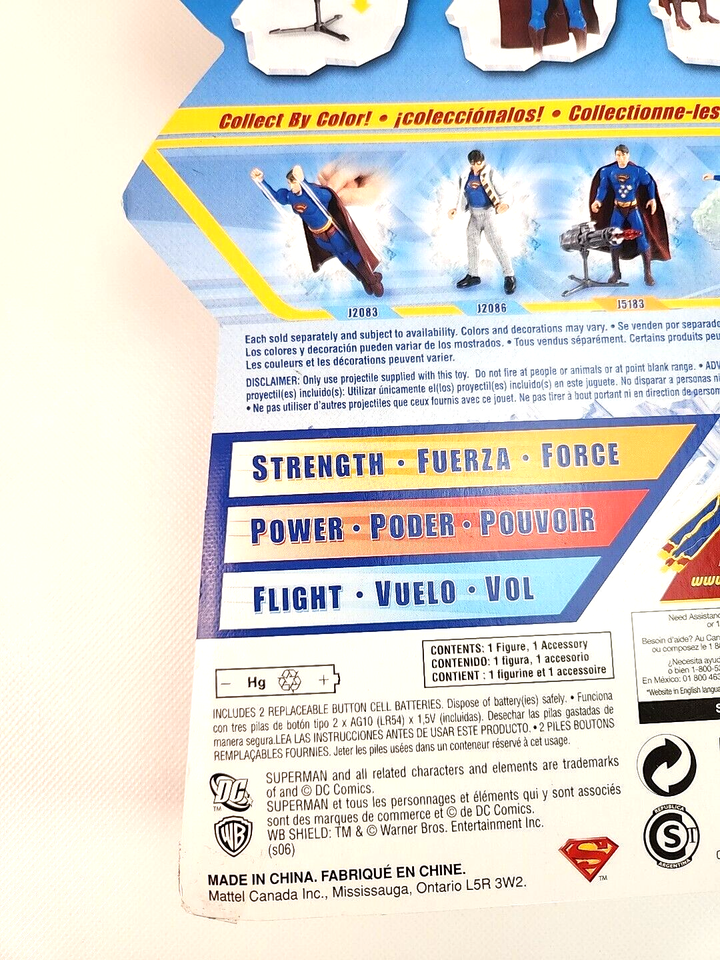 Collect By Color! • ¡colecciónalos! • Collectionne-les
J2083
J2086
J5183
Each sold separately and subject to availability. Colors and decorations may vary. • Se venden por separado
Los colores y decoración pueden variar de los mostrados. • Tous vendus séparément. Certains produits peu
Les couleurs et les décorations peuvent varier.
DISCLAIMER: Only use projectile supplied with this toy. Do not fire at people or animals or at point blank range. • ADV
proyectil(es) incluido(s): Utilizar únicamente el(los) proyectil(es) incluido(s) en este juguete. No disparar a personas ni
• Ne pas utiliser d'autres projectiles que ceux fournis avec ce jouet. Ne pas tirer à bout portant ni en direction de person
STRENGTH • FUERZA • FORCE
POWER • PODER • POUVOIR
FLIGHT • VUELO • VOL
www
Need Assistanc
or 1
Besoin d'aide? Au Can
ou composez le 1 80
¿Necesita ayud
o bien 1-800-53
En México: 01 800 463
*Website in English langua
S
CONTENTS: 1 Figure, 1 Accessory
CONTENIDO: 1 figura, 1 accesorio
CONTIENT : 1 figurine et 1 accessoire
– Hg +
INCLUDES 2 REPLACEABLE BUTTON CELL BATTERIES. Dispose of battery(ies) safely. • Funciona
con tres pilas de botón tipo 2 x AG10 (LR54) x 1,5V (incluidas). Desechar las pilas gastadas de
manera segura.LEA LAS INSTRUCCIONES ANTES DE USAR ESTE PRODUCTO. • 2 PILES BOUTONS
REMPLAÇABLES FOURNIES. Jeter les piles usées dans un conteneur réservé à cet usage.
DC
TM
SUPERMAN and all related characters and elements are trademarks
of and © DC Comics.
SUPERMAN et tous les personnages et éléments qui y sont associés
sont des marques de commerce et © de DC Comics.
WB SHIELD: TM & © Warner Bros. Entertainment Inc.
(s06)
WB
S
TM
REPUBLICA
ST
ARGENTINA
MADE IN CHINA. FABRIQUÉ EN CHINE.
Mattel Canada Inc., Mississauga, Ontario L5R 3W2.